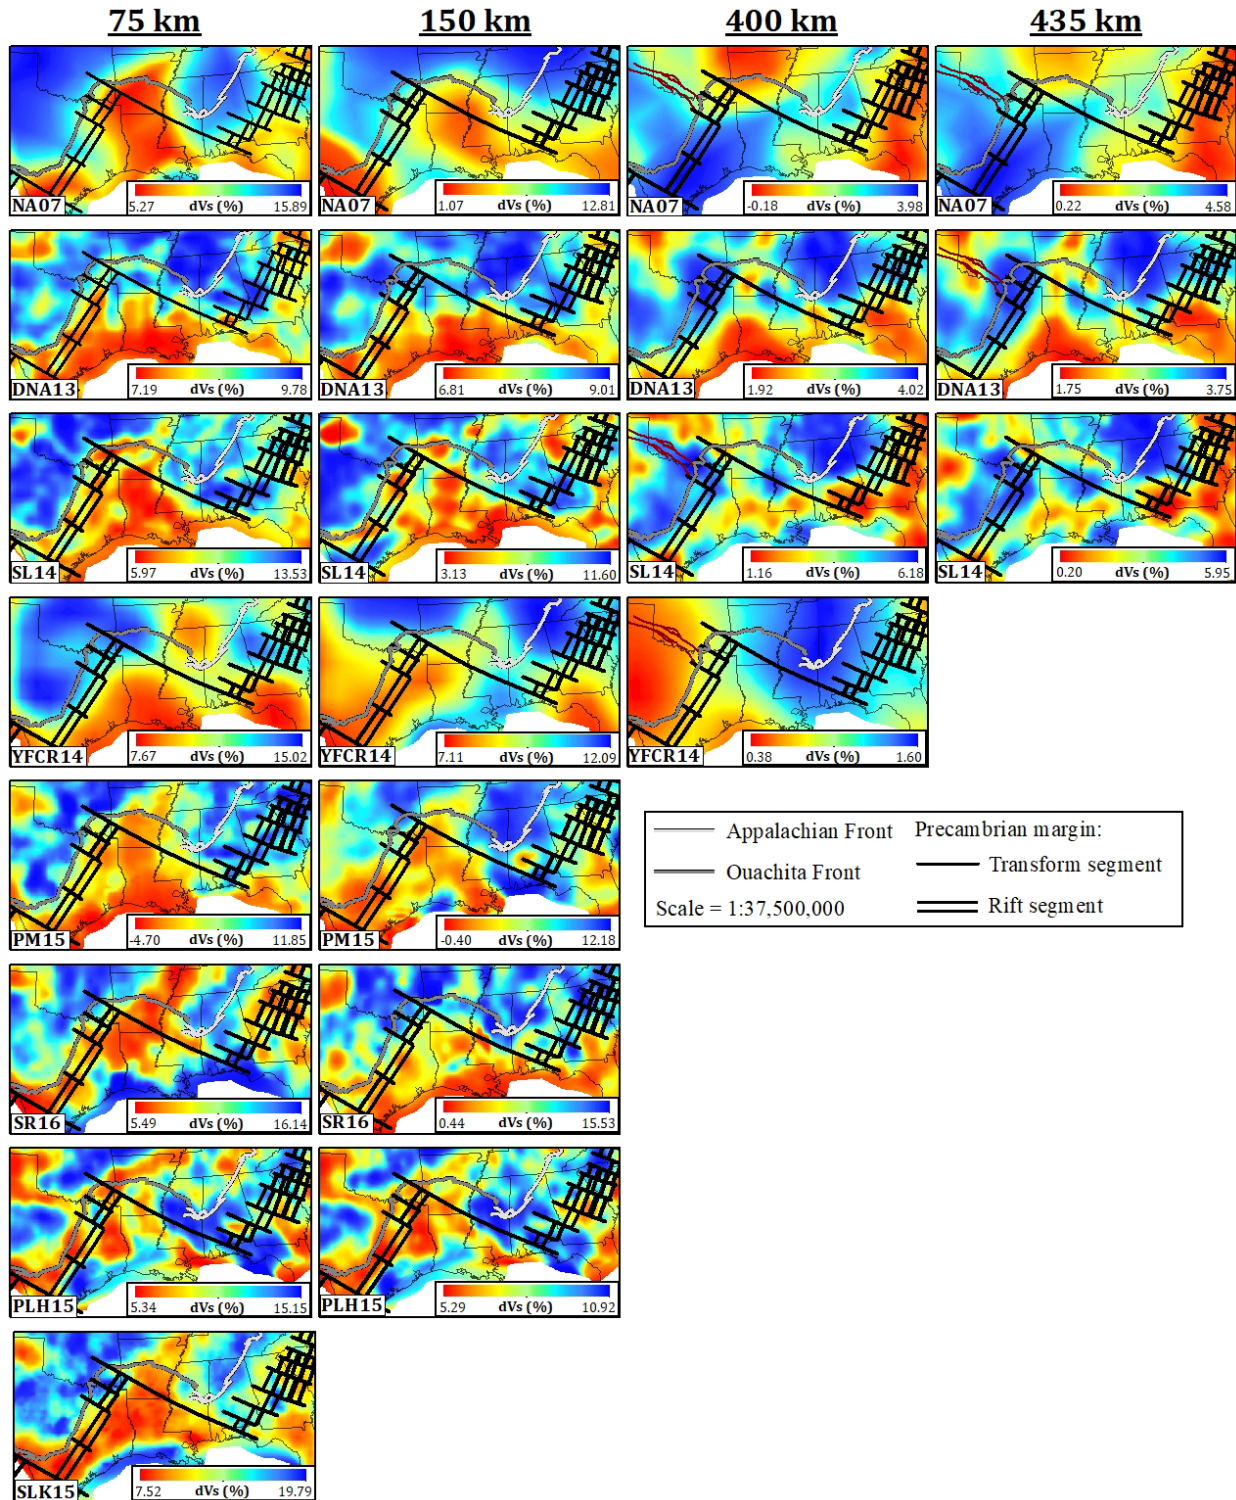 75 km 150 km 400 km 435 km
NA07 5.27 dVs (%) 15.89
NA07 1.07 dVs (%) 12.81
NA07 -0.18 dVs (%) 3.98
NA07 0.22 dVs (%) 4.58
DNA13 7.19 dVs (%) 9.78
DNA13 6.81 dVs (%) 9.01
DNA13 1.92 dVs (%) 4.02
DNA13 1.75 dVs (%) 3.75
SL14 5.97 dVs (%) 13.53
SL14 3.13 dVs (%) 11.60
SL14 1.16 dVs (%) 6.18
SL14 0.20 dVs (%) 5.95
YFCR14 7.67 dVs (%) 15.02
YFCR14 7.11 dVs (%) 12.09
YFCR14 0.38 dVs (%) 1.60
PM15 -4.70 dVs (%) 11.85
PM15 -0.40 dVs (%) 12.18
Appalachian Front Precambrian margin:
Ouachita Front Transform segment
Scale = 1:37,500,000 Rift segment
SR16 5.49 dVs (%) 16.14
SR16 0.44 dVs (%) 15.53
PLH15 5.34 dVs (%) 15.15
PLH15 5.29 dVs (%) 10.92
SLK15 7.52 dVs (%) 19.79